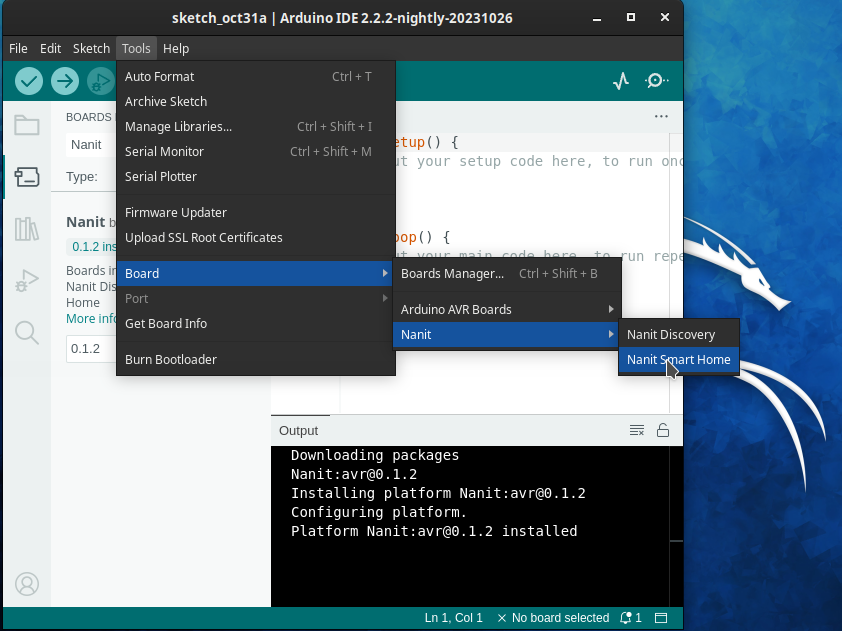 sketch_oct31a | Arduino IDE 2.2.2-nightly-20231026
File Edit Sketch Tools Help
Auto Format Ctrl + T
Archive Sketch
Manage Libraries... Ctrl + Shift + I
Serial Monitor Ctrl + Shift + M
Serial Plotter
Firmware Updater
Upload SSL Root Certificates
Board
Port
Get Board Info
Burn Bootloader
Boards Manager... Ctrl + Shift + B
Arduino AVR Boards
Nanit
Nanit Discovery
Nanit Smart Home
BOARDS
Nanit
Type:
Nanit
0.1.2 ins
Boards in
Nanit Dis
Home
More info
0.1.2
etup() {
ut your setup code here, to run onc
oop() {
ut your main code here, to run repe
Output
Downloading packages
Nanit:avr@0.1.2
Installing platform Nanit:avr@0.1.2
Configuring platform.
Platform Nanit:avr@0.1.2 installed
Ln 1, Col 1 No board selected 1